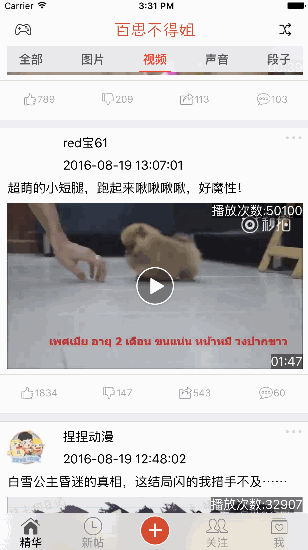 Carrier 3:31 PM
百思不得姐
全部 图片 视频 声音 段子
789 209 113 103
red宝61
2016-08-19 13:07:01
超萌的小短腿，跑起来啾啾啾啾，好魔性！
播放次数:50100
秒拍
เพศเมีย อายุ 2 เดือน ขนแน่น หน้าหมี วงปากขาว
01:47
1834 147 543 60
捏捏动漫
2016-08-19 12:48:02
白雪公主昏迷的真相，这结局闪的我措手不及……
播放次数:32907
精华 新帖 关注 我